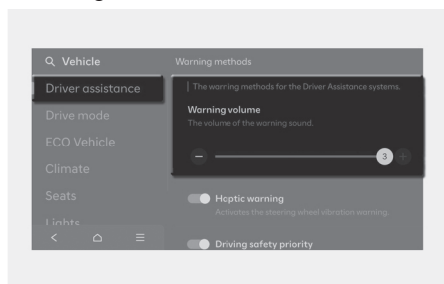 Vehicle
Warning methods
Driver assistance
The warring methods for the Driver Assistance systems.
Warning volume
The volume of the warning sound.
Drive mode
ECO Vehicle
3
Climate
Seats
Haptic warning
Activates the steering wheel vibration warning.
Lights
Driving safety priority